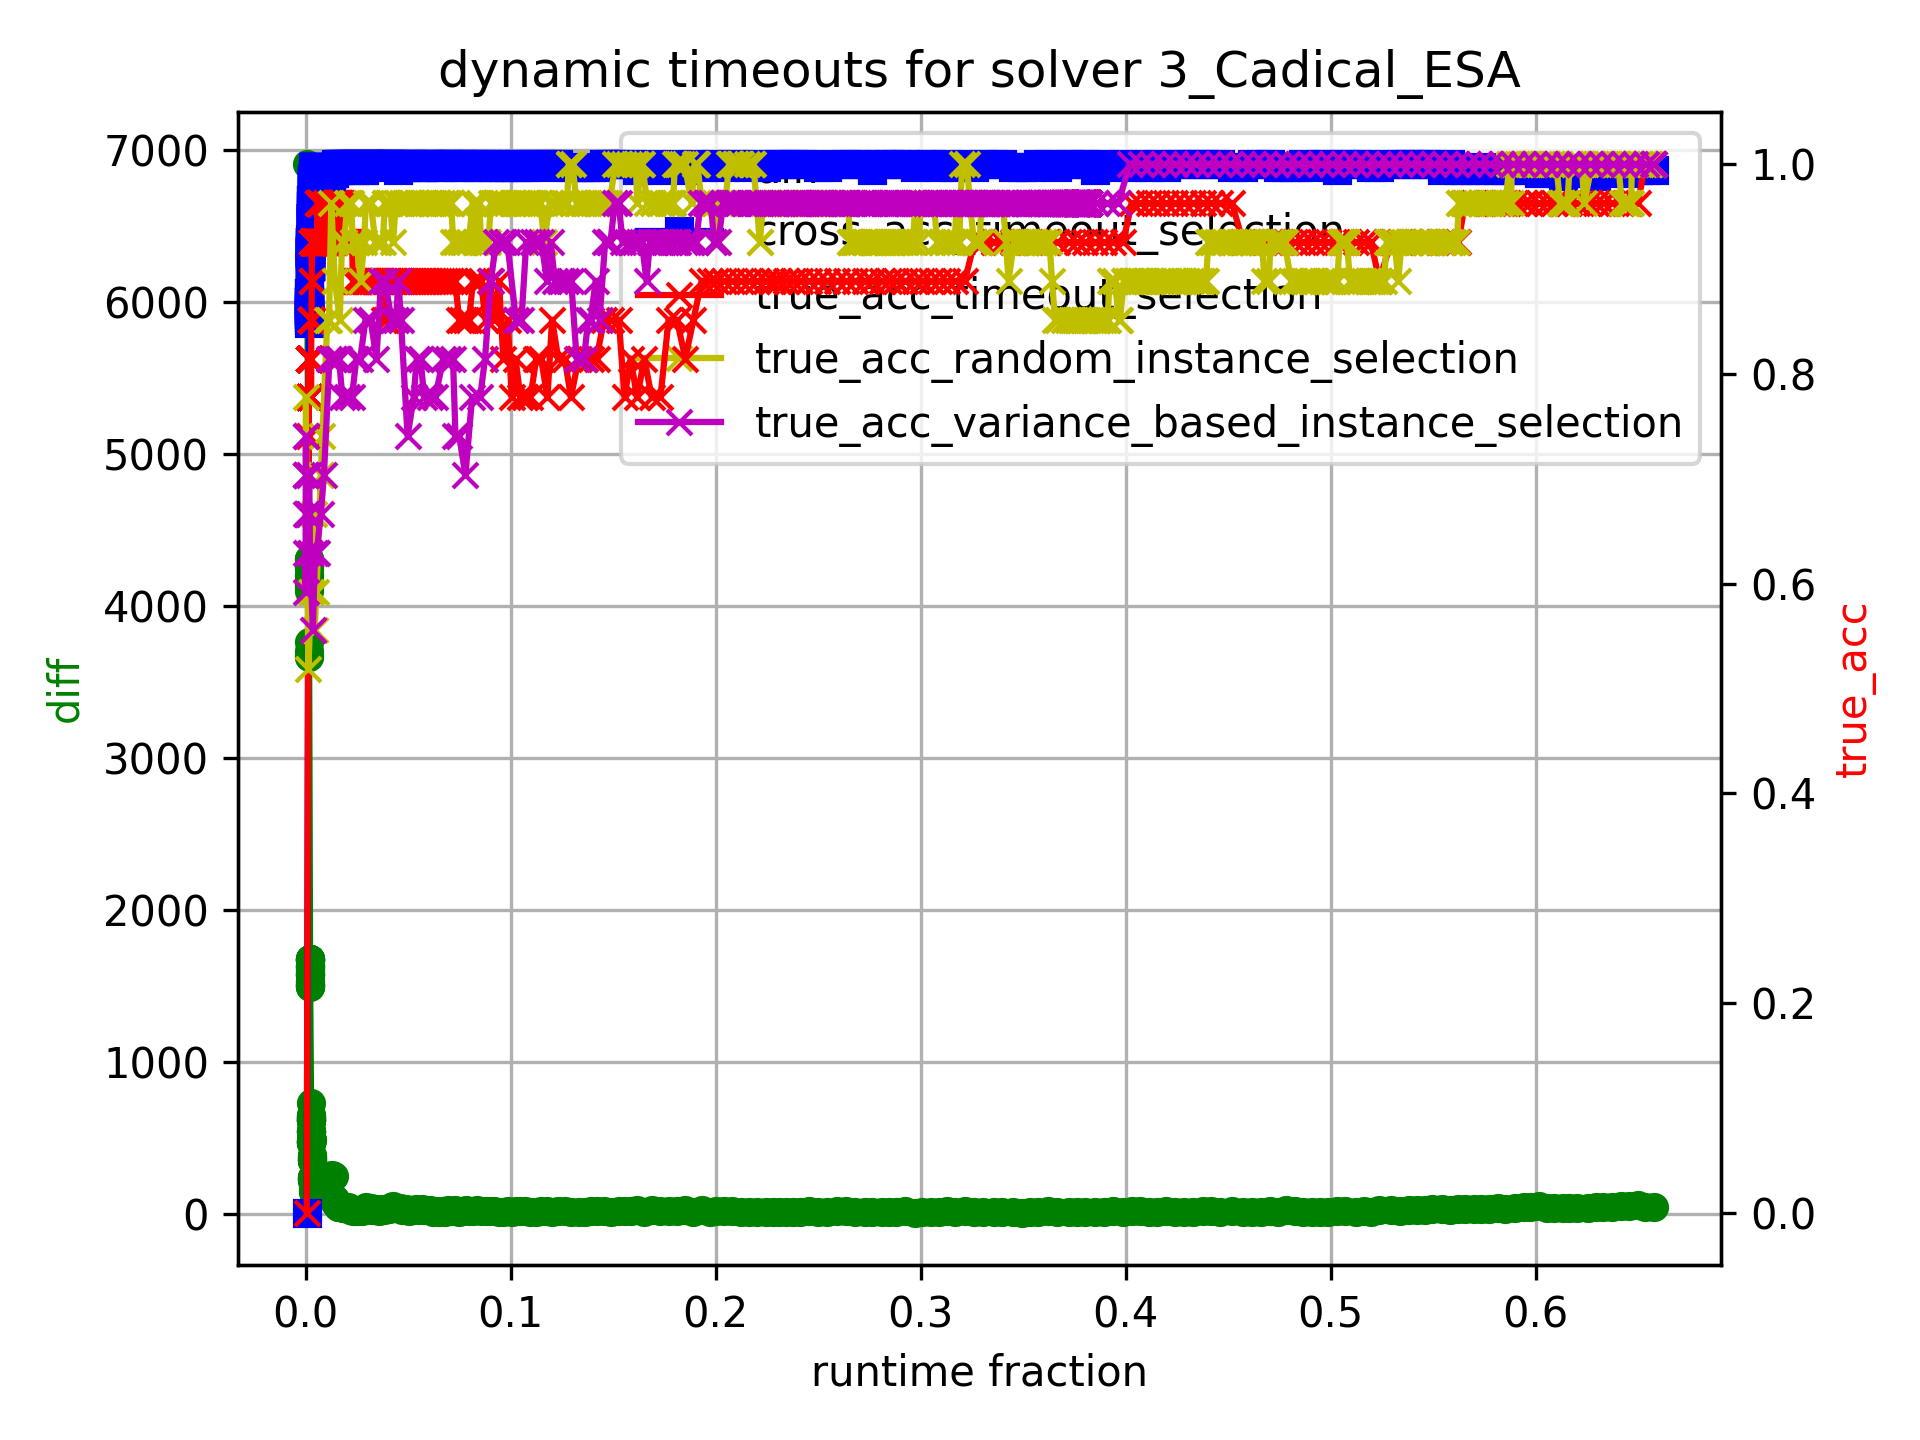 dynamic timeouts for solver 3_Cadical_ESA
7000
6000
5000
4000
3000
2000
1000
0
diff
1.0
0.8
0.6
0.4
0.2
0.0
true_acc
cross_acc_timeout_selection
true_acc_timeout_selection
true_acc_random_instance_selection
true_acc_variance_based_instance_selection
0.0 0.1 0.2 0.3 0.4 0.5 0.6
runtime fraction